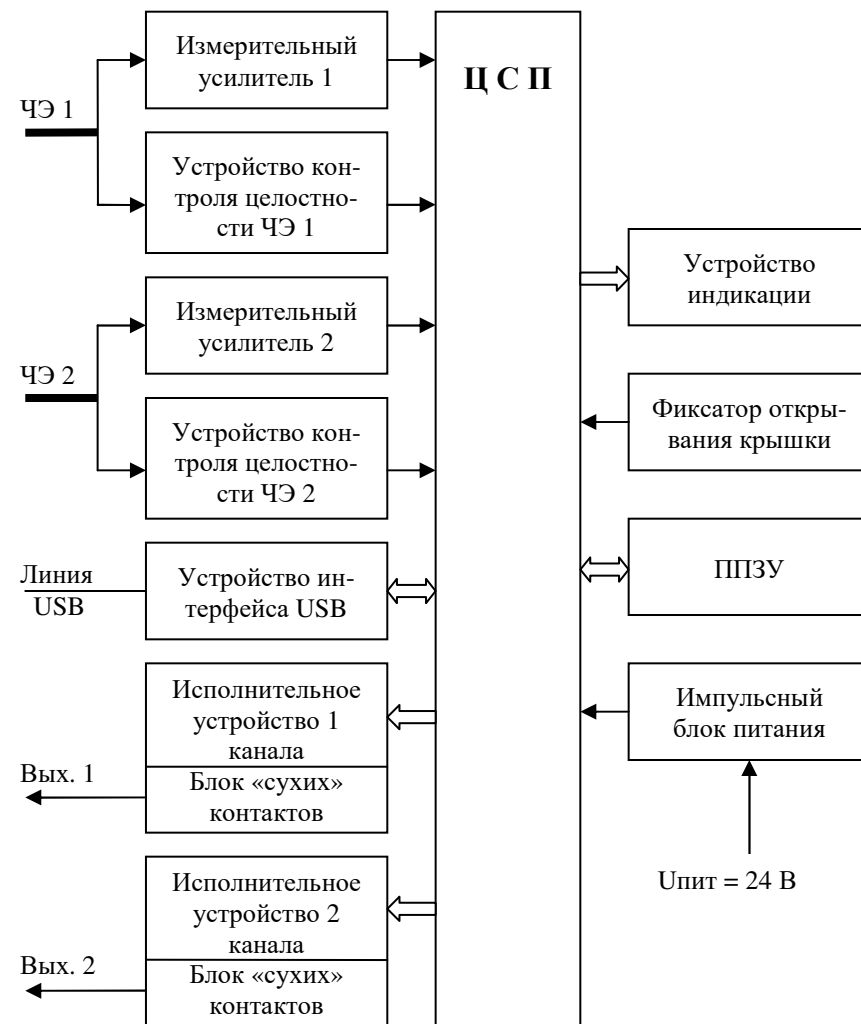 Измерительный
усилитель 1
Ц С П
ЧЭ 1
Устройство кон-
троля целостно-
сти ЧЭ 1
Устройство
индикации
Измерительный
усилитель 2
ЧЭ 2
Фиксатор откры-
вания крышки
Устройство кон-
троля целостно-
сти ЧЭ 2
Линия
USB
Устройство ин-
терфейса USB
ППЗУ
Исполнительное
устройство 1
канала
Импульсный
блок питания
Вых. 1
Блок «сухих»
контактов
Uпит = 24 В
Исполнительное
устройство 2
канала
Вых. 2
Блок «сухих»
контактов